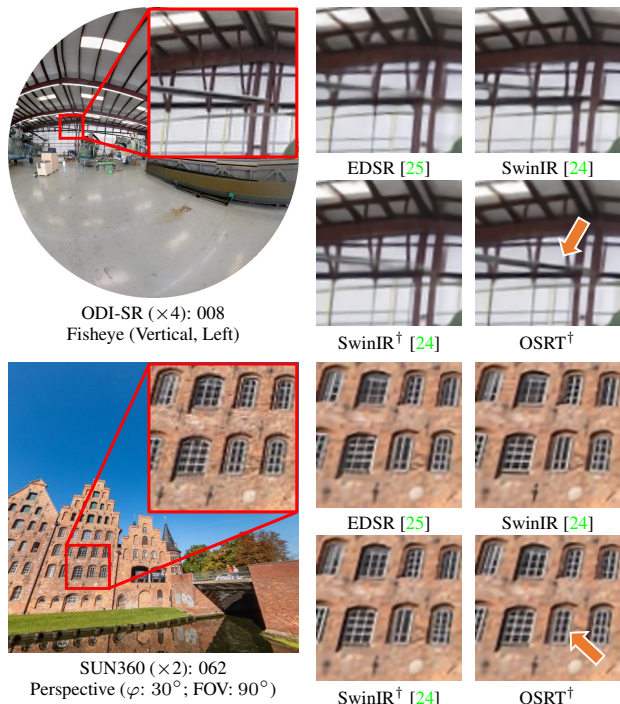 EDSR [25]
SwinIR [24]
SwinIR† [24]
OSRT†
ODI-SR (×4): 008
Fisheye (Vertical, Left)
EDSR [25]
SwinIR [24]
SwinIR† [24]
OSRT†
SUN360 (×2): 062
Perspective (φ: 30°; FOV: 90°)